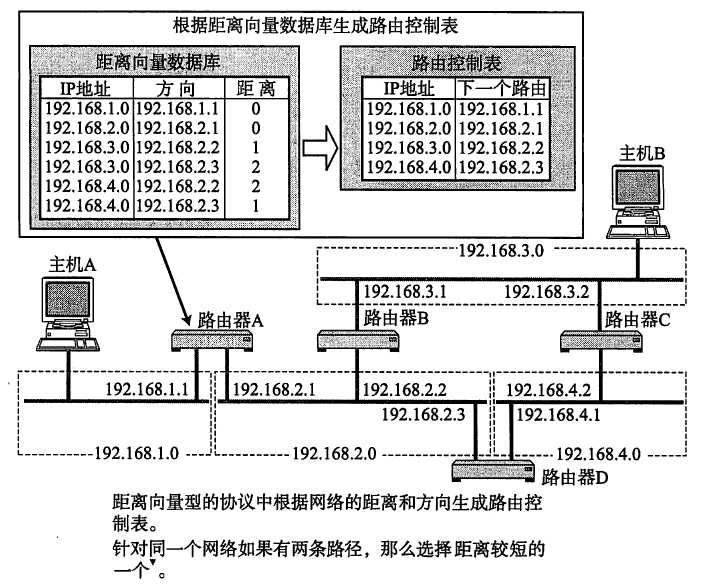 根据距离向量数据库生成路由控制表
距离向量数据库
IP地址 方向 距离
192.168.1.0 192.168.1.1 0
192.168.2.0 192.168.2.1 0
192.168.3.0 192.168.2.2 1
192.168.3.0 192.168.2.3 2
192.168.4.0 192.168.2.2 2
192.168.4.0 192.168.2.3 1
路由控制表
IP地址 下一个路由
192.168.1.0 192.168.1.1
192.168.2.0 192.168.2.1
192.168.3.0 192.168.2.2
192.168.4.0 192.168.2.3
主机B
192.168.3.0
主机A
192.168.3.1
192.168.3.2
路由器A
路由器B
路由器C
192.168.1.1
192.168.2.1
192.168.2.2
192.168.4.2
192.168.2.3
192.168.4.1
192.168.1.0
192.168.2.0
192.168.4.0
路由器D
距离向量型的协议中根据网络的距离和方向生成路由控
制表。
针对同一个网络如果有两条路径，那么选择距离较短的
一个▼。